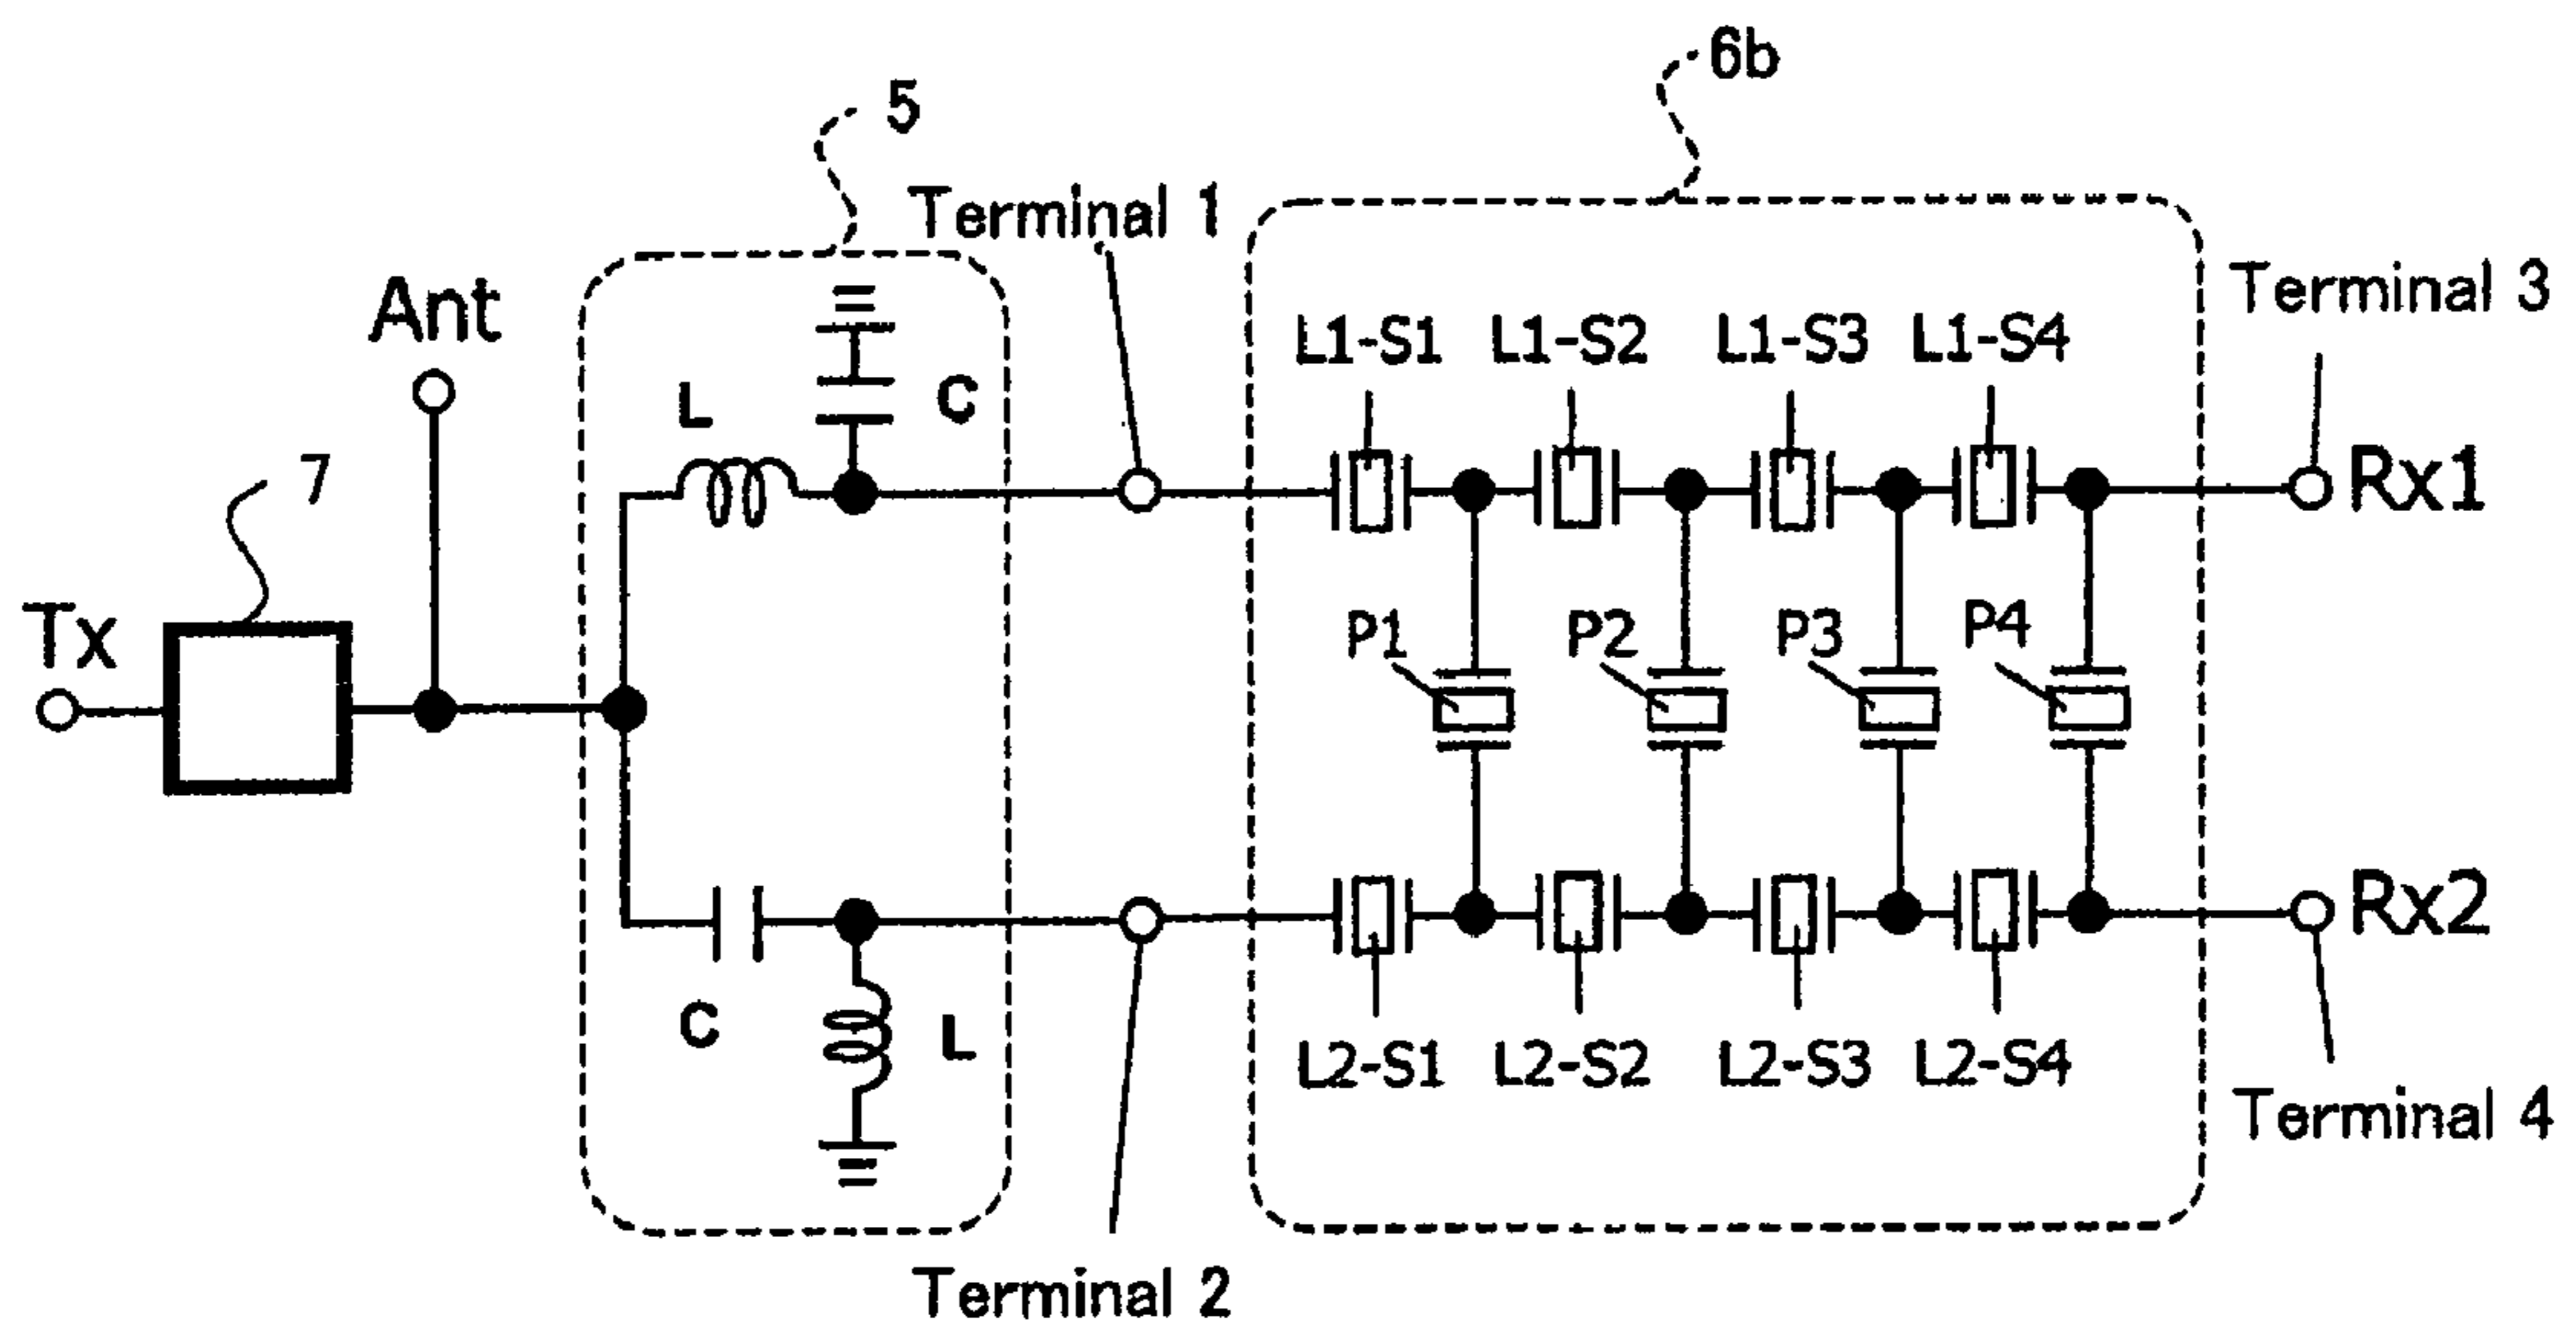 6b
5
Terminal 1
Terminal 3
Ant
L1-S1 L1-S2 L1-S3 L1-S4
L
C
7
Rx1
Tx
P1 P2 P3 P4
Rx2
C
L
L2-S1 L2-S2 L2-S3 L2-S4
Terminal 4
Terminal 2